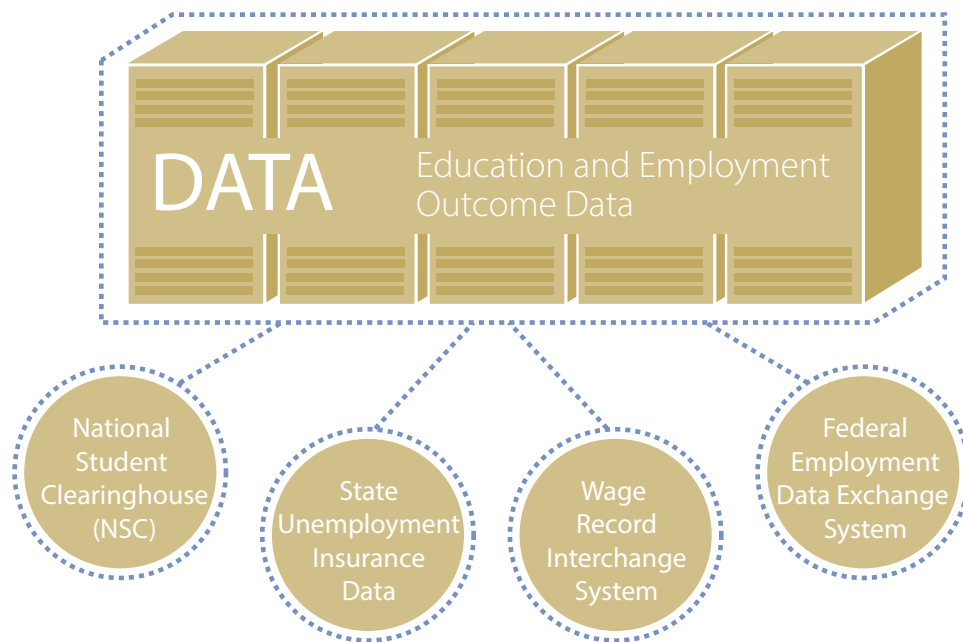 DATA
Education and Employment
Outcome Data
National
Student
Clearinghouse
(NSC)
State
Unemployment
Insurance
Data
Wage
Record
Interchange
System
Federal
Employment
Data Exchange
System